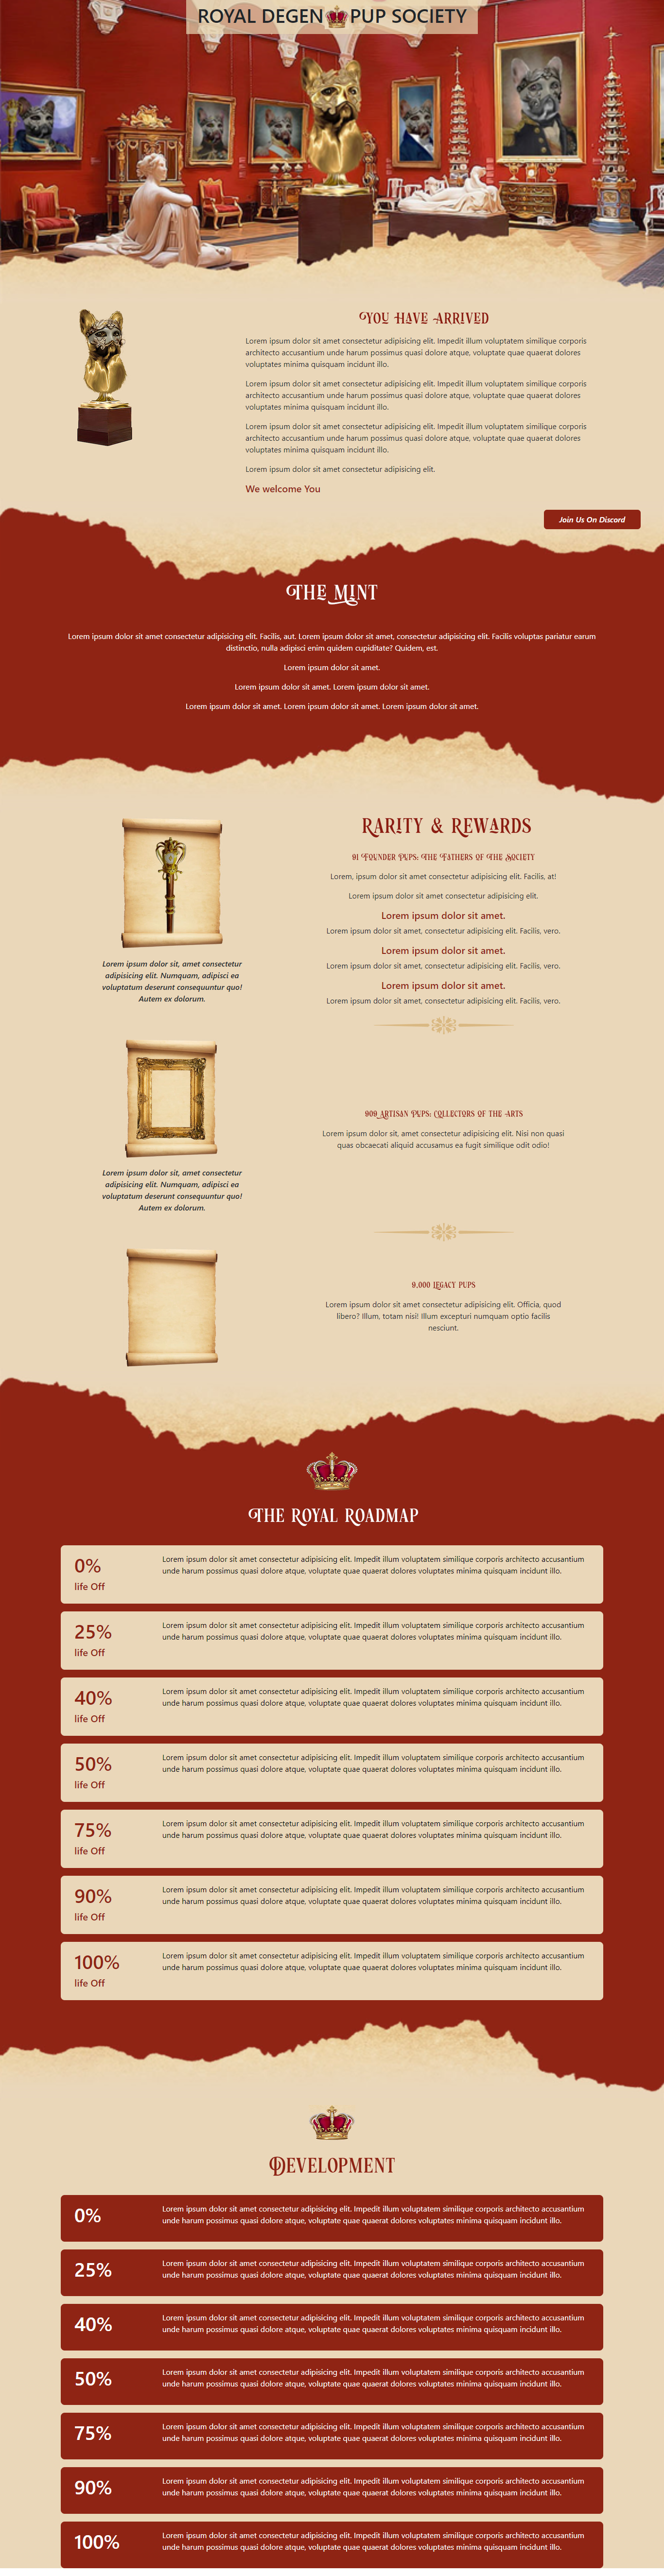 ROYAL DEGEN PUP SOCIETY
You Have Arrived
Lorem ipsum dolor sit amet consectetur adipisicing elit. Impedit illum voluptatem similique corporis
architecto accusantium unde harum possimus quasi dolore atque, voluptate quae quaerat dolores
voluptates minima quisquam incidunt illo.
Lorem ipsum dolor sit amet consectetur adipisicing elit. Impedit illum voluptatem similique corporis
architecto accusantium unde harum possimus quasi dolore atque, voluptate quae quaerat dolores
voluptates minima quisquam incidunt illo.
Lorem ipsum dolor sit amet consectetur adipisicing elit. Impedit illum voluptatem similique corporis
architecto accusantium unde harum possimus quasi dolore atque, voluptate quae quaerat dolores
voluptates minima quisquam incidunt illo.
Lorem ipsum dolor sit amet consectetur adipisicing elit.
We welcome You
Join Us On Discord
The Mint
Lorem ipsum dolor sit amet consectetur adipisicing elit. Facilis, aut. Lorem ipsum dolor sit amet, consectetur adipisicing elit. Facilis voluptas pariatur earum
distinctio, nulla adipisci enim quidem cupiditate? Quidem, est.
Lorem ipsum dolor sit amet.
Lorem ipsum dolor sit amet. Lorem ipsum dolor sit amet.
Lorem ipsum dolor sit amet. Lorem ipsum dolor sit amet. Lorem ipsum dolor sit amet.
Rarity & Rewards
91 Founder Pups: The Fathers of The Society
Lorem, ipsum dolor sit amet consectetur adipisicing elit. Facilis, at!
Lorem ipsum dolor sit amet consectetur adipisicing elit.
Lorem ipsum dolor sit amet.
Lorem ipsum dolor sit amet, consectetur adipisicing elit. Facilis, vero.
Lorem ipsum dolor sit amet.
Lorem ipsum dolor sit amet, consectetur adipisicing elit. Facilis, vero.
Lorem ipsum dolor sit amet.
Lorem ipsum dolor sit amet, consectetur adipisicing elit. Facilis, vero.
Lorem ipsum dolor sit, amet consectetur
adipisicing elit. Numquam, adipisci ea
voluptatum deserunt consequuntur quo!
Autem ex dolorum.
909 Artisan Pups: Collectors of the Arts
Lorem ipsum dolor sit, amet consectetur adipisicing elit. Nisi non quasi
quas obcaecati aliquid accusamus ea fugit similique odit odio!
Lorem ipsum dolor sit, amet consectetur
adipisicing elit. Numquam, adipisci ea
voluptatum deserunt consequuntur quo!
Autem ex dolorum.
9,000 Legacy Pups
Lorem ipsum dolor sit amet consectetur adipisicing elit. Officia, quod
libero? Illum, totam nisi! Illum excepturi numquam optio facilis
nesciunt.
The Royal Roadmap
0%
life Off
Lorem ipsum dolor sit amet consectetur adipisicing elit. Impedit illum voluptatem similique corporis architecto accusantium
unde harum possimus quasi dolore atque, voluptate quae quaerat dolores voluptates minima quisquam incidunt illo.
25%
life Off
Lorem ipsum dolor sit amet consectetur adipisicing elit. Impedit illum voluptatem similique corporis architecto accusantium
unde harum possimus quasi dolore atque, voluptate quae quaerat dolores voluptates minima quisquam incidunt illo.
40%
life Off
Lorem ipsum dolor sit amet consectetur adipisicing elit. Impedit illum voluptatem similique corporis architecto accusantium
unde harum possimus quasi dolore atque, voluptate quae quaerat dolores voluptates minima quisquam incidunt illo.
50%
life Off
Lorem ipsum dolor sit amet consectetur adipisicing elit. Impedit illum voluptatem similique corporis architecto accusantium
unde harum possimus quasi dolore atque, voluptate quae quaerat dolores voluptates minima quisquam incidunt illo.
75%
life Off
Lorem ipsum dolor sit amet consectetur adipisicing elit. Impedit illum voluptatem similique corporis architecto accusantium
unde harum possimus quasi dolore atque, voluptate quae quaerat dolores voluptates minima quisquam incidunt illo.
90%
life Off
Lorem ipsum dolor sit amet consectetur adipisicing elit. Impedit illum voluptatem similique corporis architecto accusantium
unde harum possimus quasi dolore atque, voluptate quae quaerat dolores voluptates minima quisquam incidunt illo.
100%
life Off
Lorem ipsum dolor sit amet consectetur adipisicing elit. Impedit illum voluptatem similique corporis architecto accusantium
unde harum possimus quasi dolore atque, voluptate quae quaerat dolores voluptates minima quisquam incidunt illo.
Development
0%
Lorem ipsum dolor sit amet consectetur adipisicing elit. Impedit illum voluptatem similique corporis architecto accusantium
unde harum possimus quasi dolore atque, voluptate quae quaerat dolores voluptates minima quisquam incidunt illo.
25%
Lorem ipsum dolor sit amet consectetur adipisicing elit. Impedit illum voluptatem similique corporis architecto accusantium
unde harum possimus quasi dolore atque, voluptate quae quaerat dolores voluptates minima quisquam incidunt illo.
40%
Lorem ipsum dolor sit amet consectetur adipisicing elit. Impedit illum voluptatem similique corporis architecto accusantium
unde harum possimus quasi dolore atque, voluptate quae quaerat dolores voluptates minima quisquam incidunt illo.
50%
Lorem ipsum dolor sit amet consectetur adipisicing elit. Impedit illum voluptatem similique corporis architecto accusantium
unde harum possimus quasi dolore atque, voluptate quae quaerat dolores voluptates minima quisquam incidunt illo.
75%
Lorem ipsum dolor sit amet consectetur adipisicing elit. Impedit illum voluptatem similique corporis architecto accusantium
unde harum possimus quasi dolore atque, voluptate quae quaerat dolores voluptates minima quisquam incidunt illo.
90%
Lorem ipsum dolor sit amet consectetur adipisicing elit. Impedit illum voluptatem similique corporis architecto accusantium
unde harum possimus quasi dolore atque, voluptate quae quaerat dolores voluptates minima quisquam incidunt illo.
100%
Lorem ipsum dolor sit amet consectetur adipisicing elit. Impedit illum voluptatem similique corporis architecto accusantium
unde harum possimus quasi dolore atque, voluptate quae quaerat dolores voluptates minima quisquam incidunt illo.